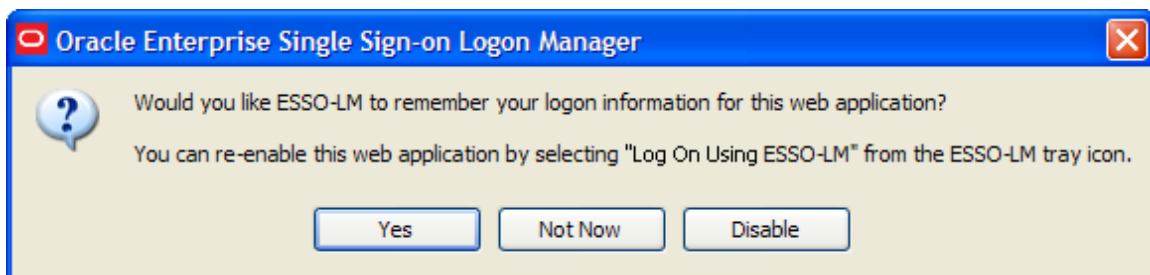 Oracle Enterprise Single Sign-on Logon Manager
Would you like ESSO-LM to remember your logon information for this web application?
You can re-enable this web application by selecting "Log On Using ESSO-LM" from the ESSO-LM tray icon.
Yes
Not Now
Disable